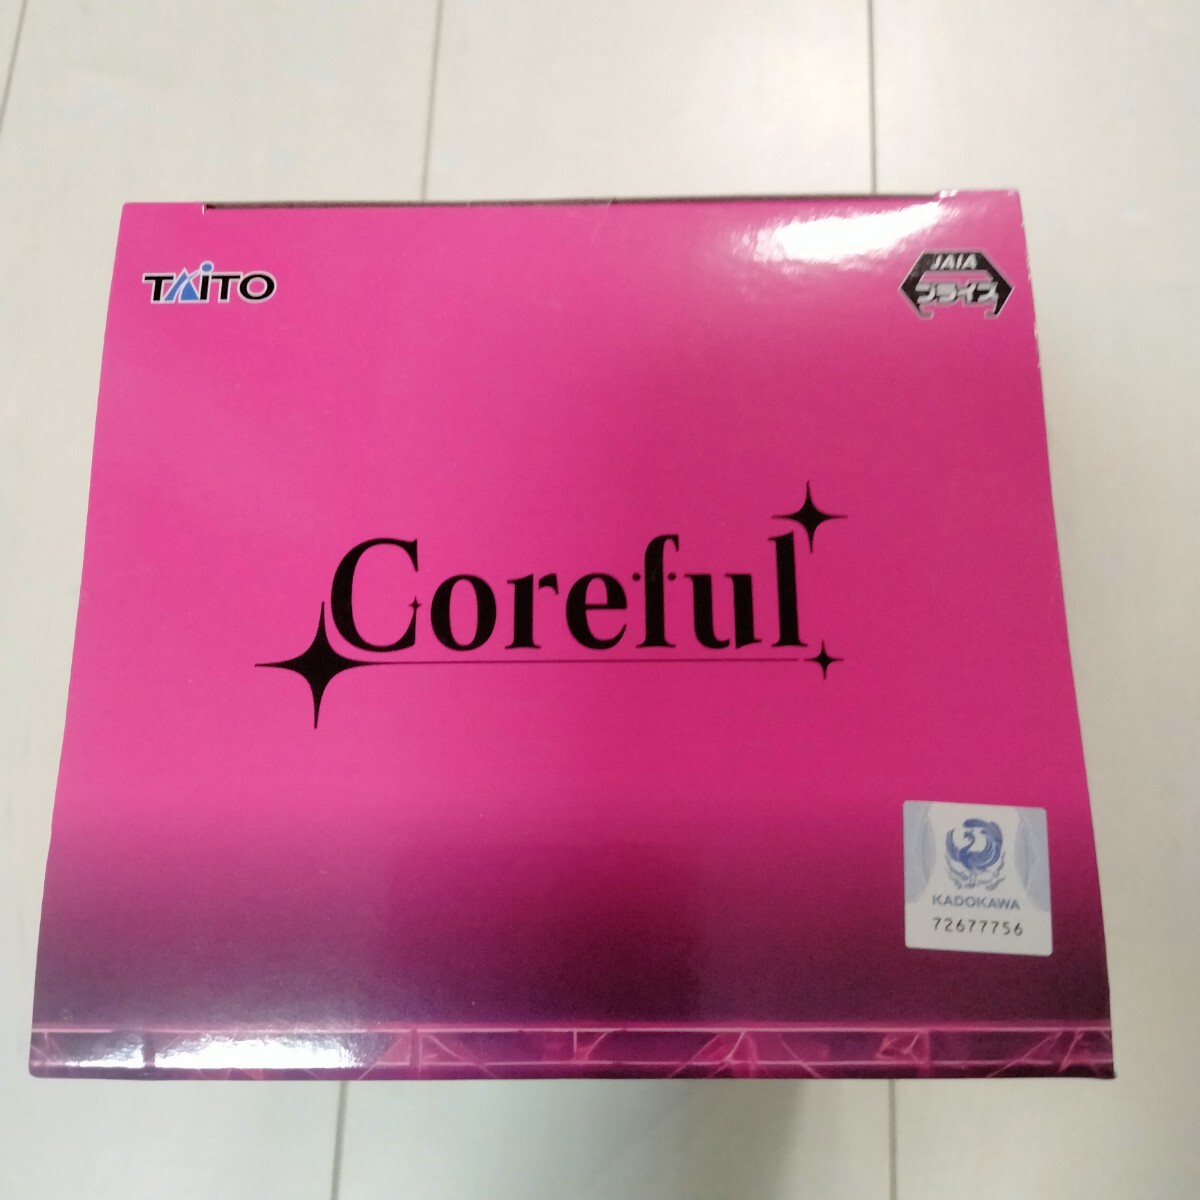 TAITO
JAIA
プライズ
Coreful
KADOKAWA
72677756